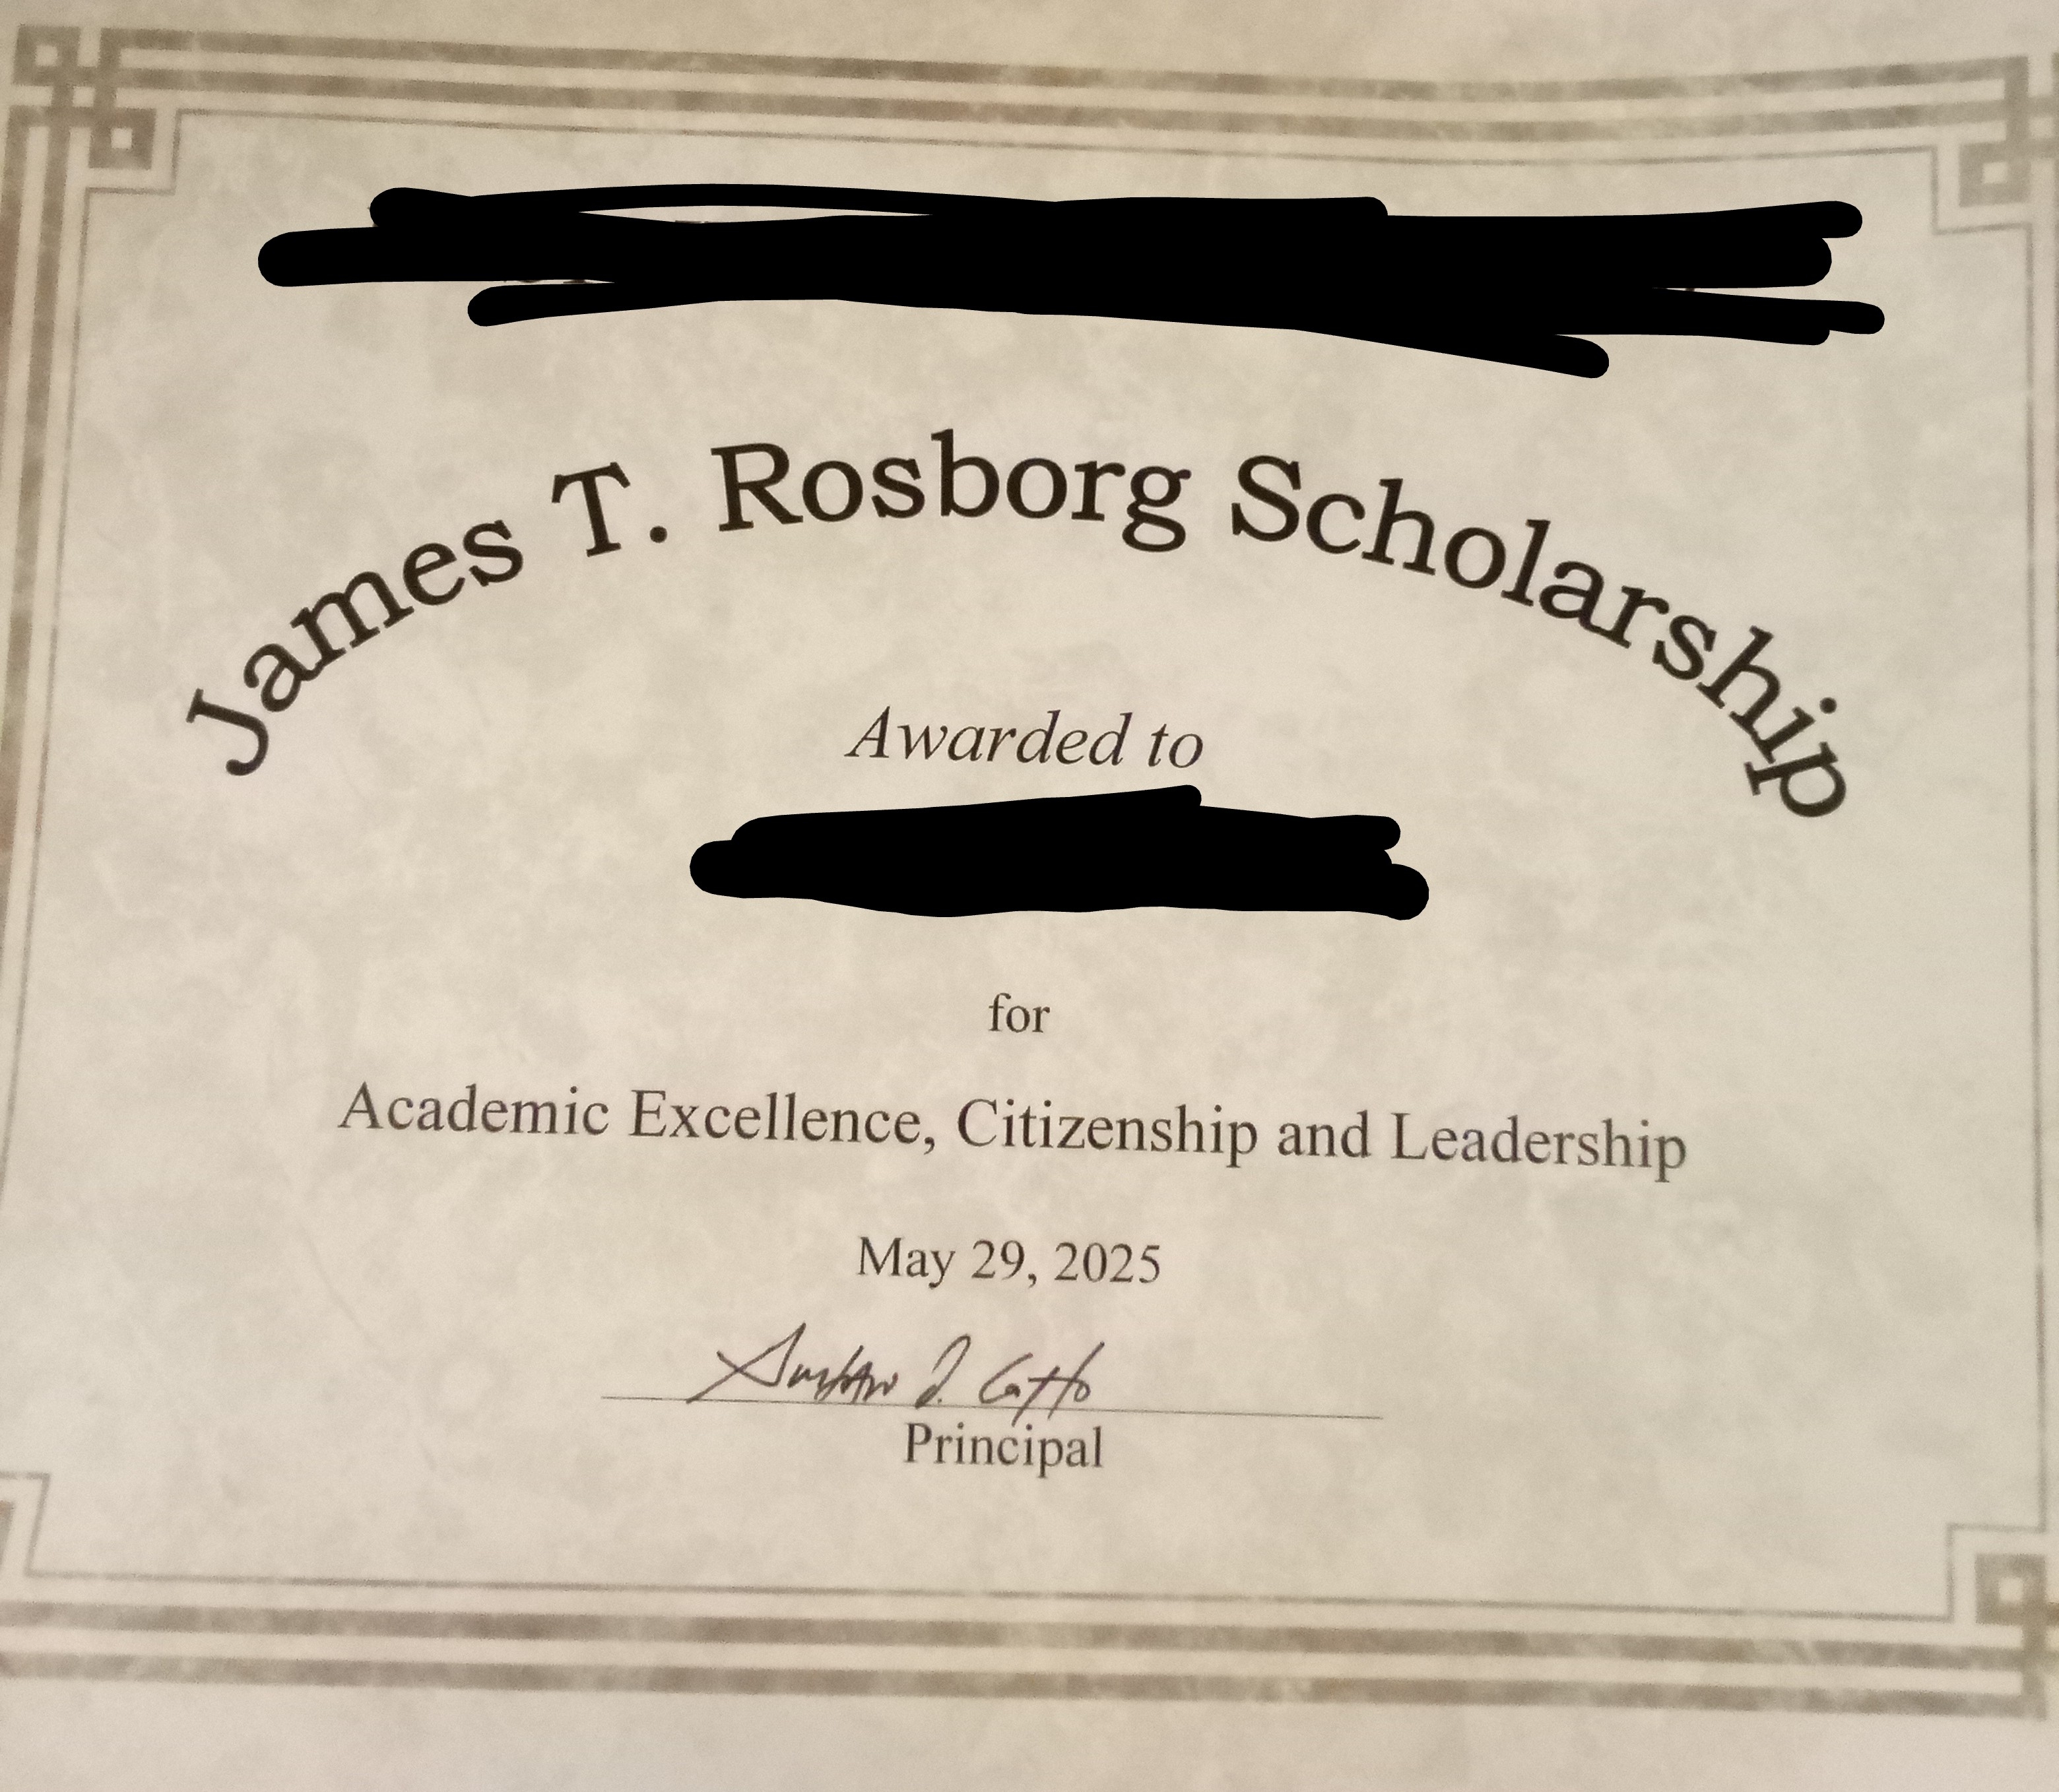 James T. Rosborg Scholarship
Awarded to
for
Academic Excellence, Citizenship and Leadership
May 29, 2025
Principal